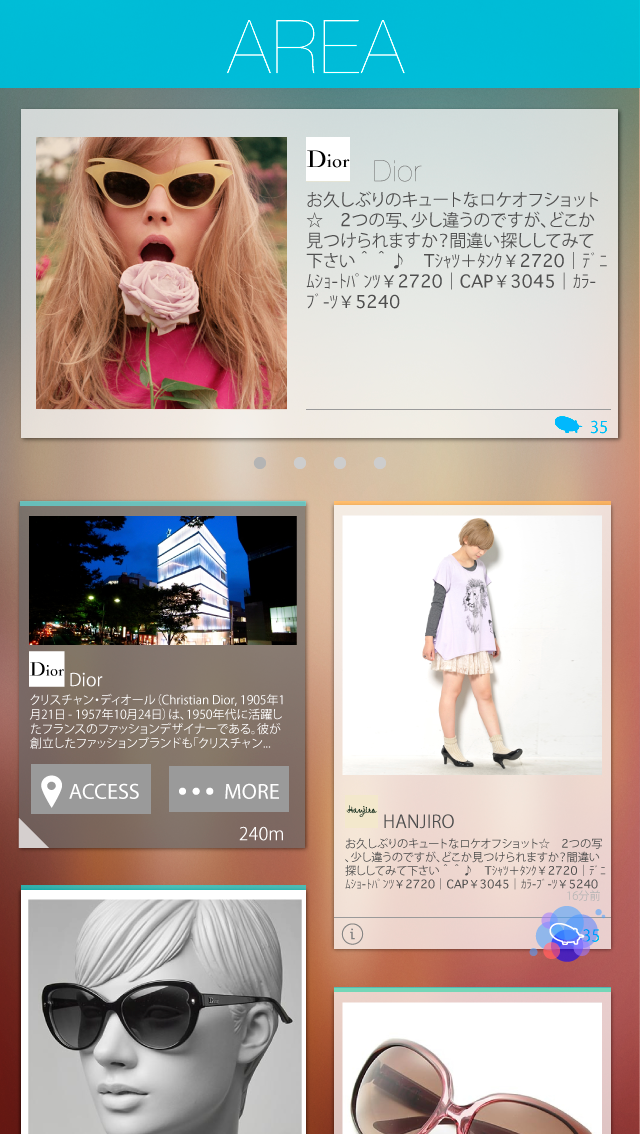 AREA
Dior
Dior
お久しぶりのキュートなロケオフショット
☆　2つの写、少し違うのですが、どこか
見つけられますか？間違い探ししてみて
下さい＾＾♪　Tｼｬﾂ＋ﾀﾝｸ￥2720｜ﾃﾞﾆ
ﾑｼｮｰﾄﾊﾟﾝﾂ￥2720｜CAP￥3045｜ｶﾗｰ
ﾌﾞｰﾂ￥5240
35
Dior
Dior
クリスチャン・ディオール（Christian Dior, 1905年1
月21日 - 1957年10月24日）は、1950年代に活躍し
たフランスのファッションデザイナーである。彼が
創立したファッションブランドも「クリスチャン...
ACCESS
MORE
240m
Hanjiro
HANJIRO
お久しぶりのキュートなロケオフショット☆　2つの写
、少し違うのですが、どこか見つけられますか？間違い
探ししてみて下さい＾＾♪　Tｼｬﾂ＋ﾀﾝｸ￥2720｜ﾃﾞﾆ
ﾑｼｮｰﾄﾊﾟﾝﾂ￥2720｜CAP￥3045｜ｶﾗｰﾌﾞｰﾂ￥5240
16分前
35
Dior